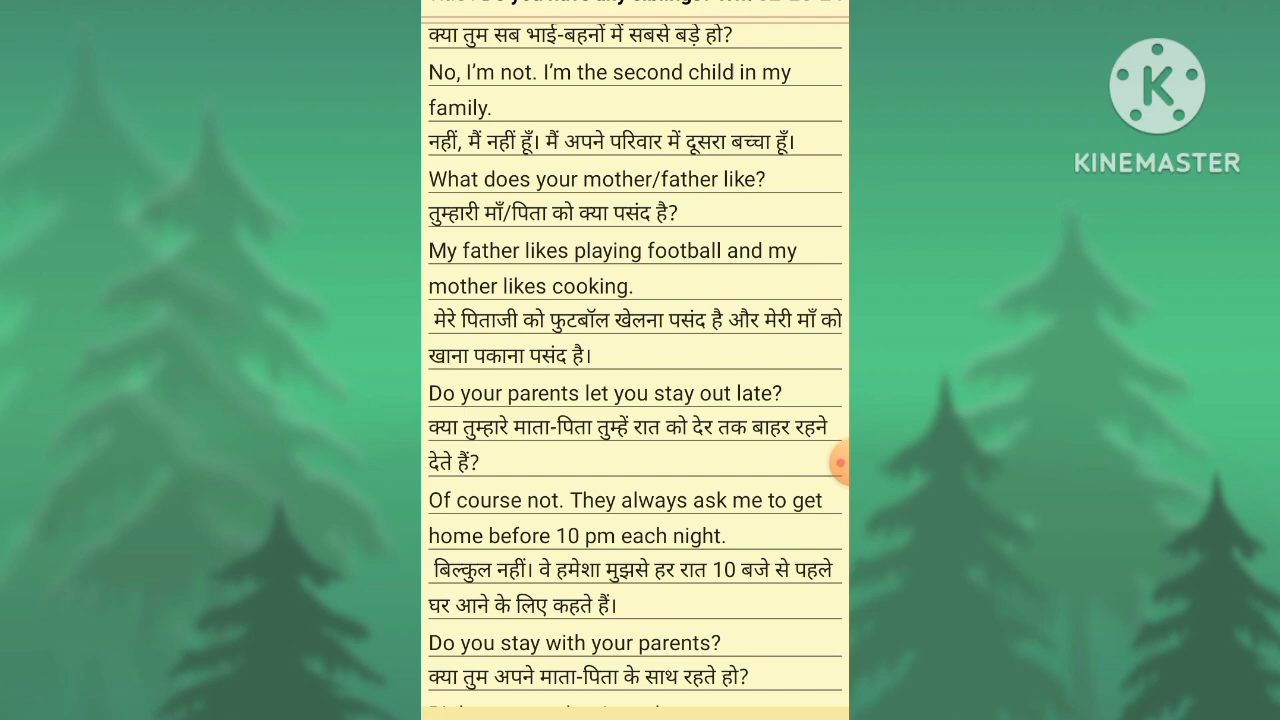 क्या तुम सब भाई-बहनों में सबसे बड़े हो?
No, I’m not. I’m the second child in my
family.
नहीं, मैं नहीं हूँ। मैं अपने परिवार में दूसरा बच्चा हूँ।
What does your mother/father like?
तुम्हारी माँ/पिता को क्या पसंद है?
My father likes playing football and my
mother likes cooking.
मेरे पिताजी को फुटबॉल खेलना पसंद है और मेरी माँ को
खाना पकाना पसंद है।
Do your parents let you stay out late?
क्या तुम्हारे माता-पिता तुम्हें रात को देर तक बाहर रहने
देते हैं?
Of course not. They always ask me to get
home before 10 pm each night.
बिल्कुल नहीं। वे हमेशा मुझसे हर रात 10 बजे से पहले
घर आने के लिए कहते हैं।
Do you stay with your parents?
क्या तुम अपने माता-पिता के साथ रहते हो?
K
KINEMASTER